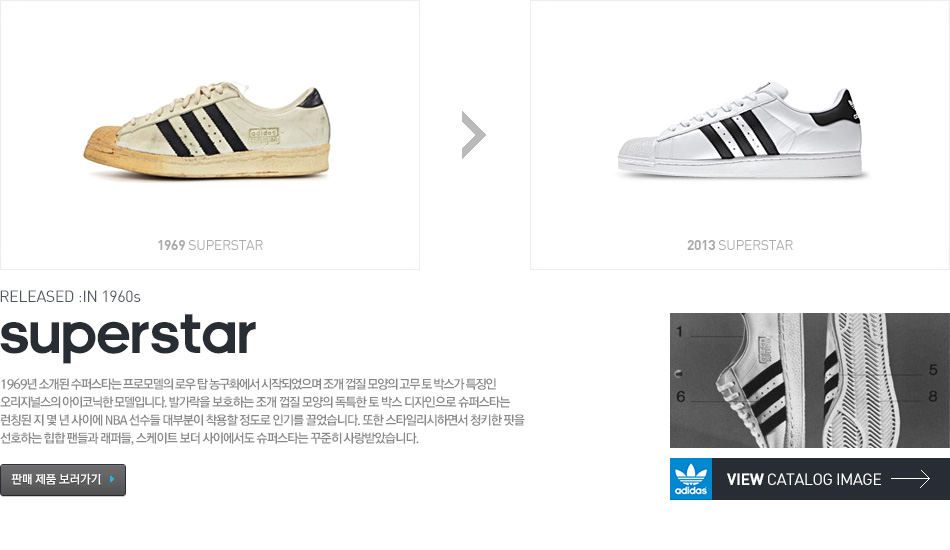 1969 SUPERSTAR
2013 SUPERSTAR
RELEASED :IN 1960s
superstar
1969년 소개된 수퍼스타는 프로모델의 로우 탑 농구화에서 시작되었으며 조개 껍질 모양의 고무 토 박스가 특징인
오리지널스의 아이코닉한 모델입니다. 발가락을 보호하는 조개 껍질 모양의 독특한 토 박스 디자인으로 슈퍼스타는
런칭된 지 몇 년 사이에 NBA 선수들 대부분이 착용할 정도로 인기를 끌었습니다. 또한 스타일리시하면서 청키한 핏을
선호하는 힙합 팬들과 래퍼들, 스케이트 보더 사이에서도 슈퍼스타는 꾸준히 사랑받았습니다.
판매 제품 보러가기
1
5
6
8
adidas
VIEW CATALOG IMAGE